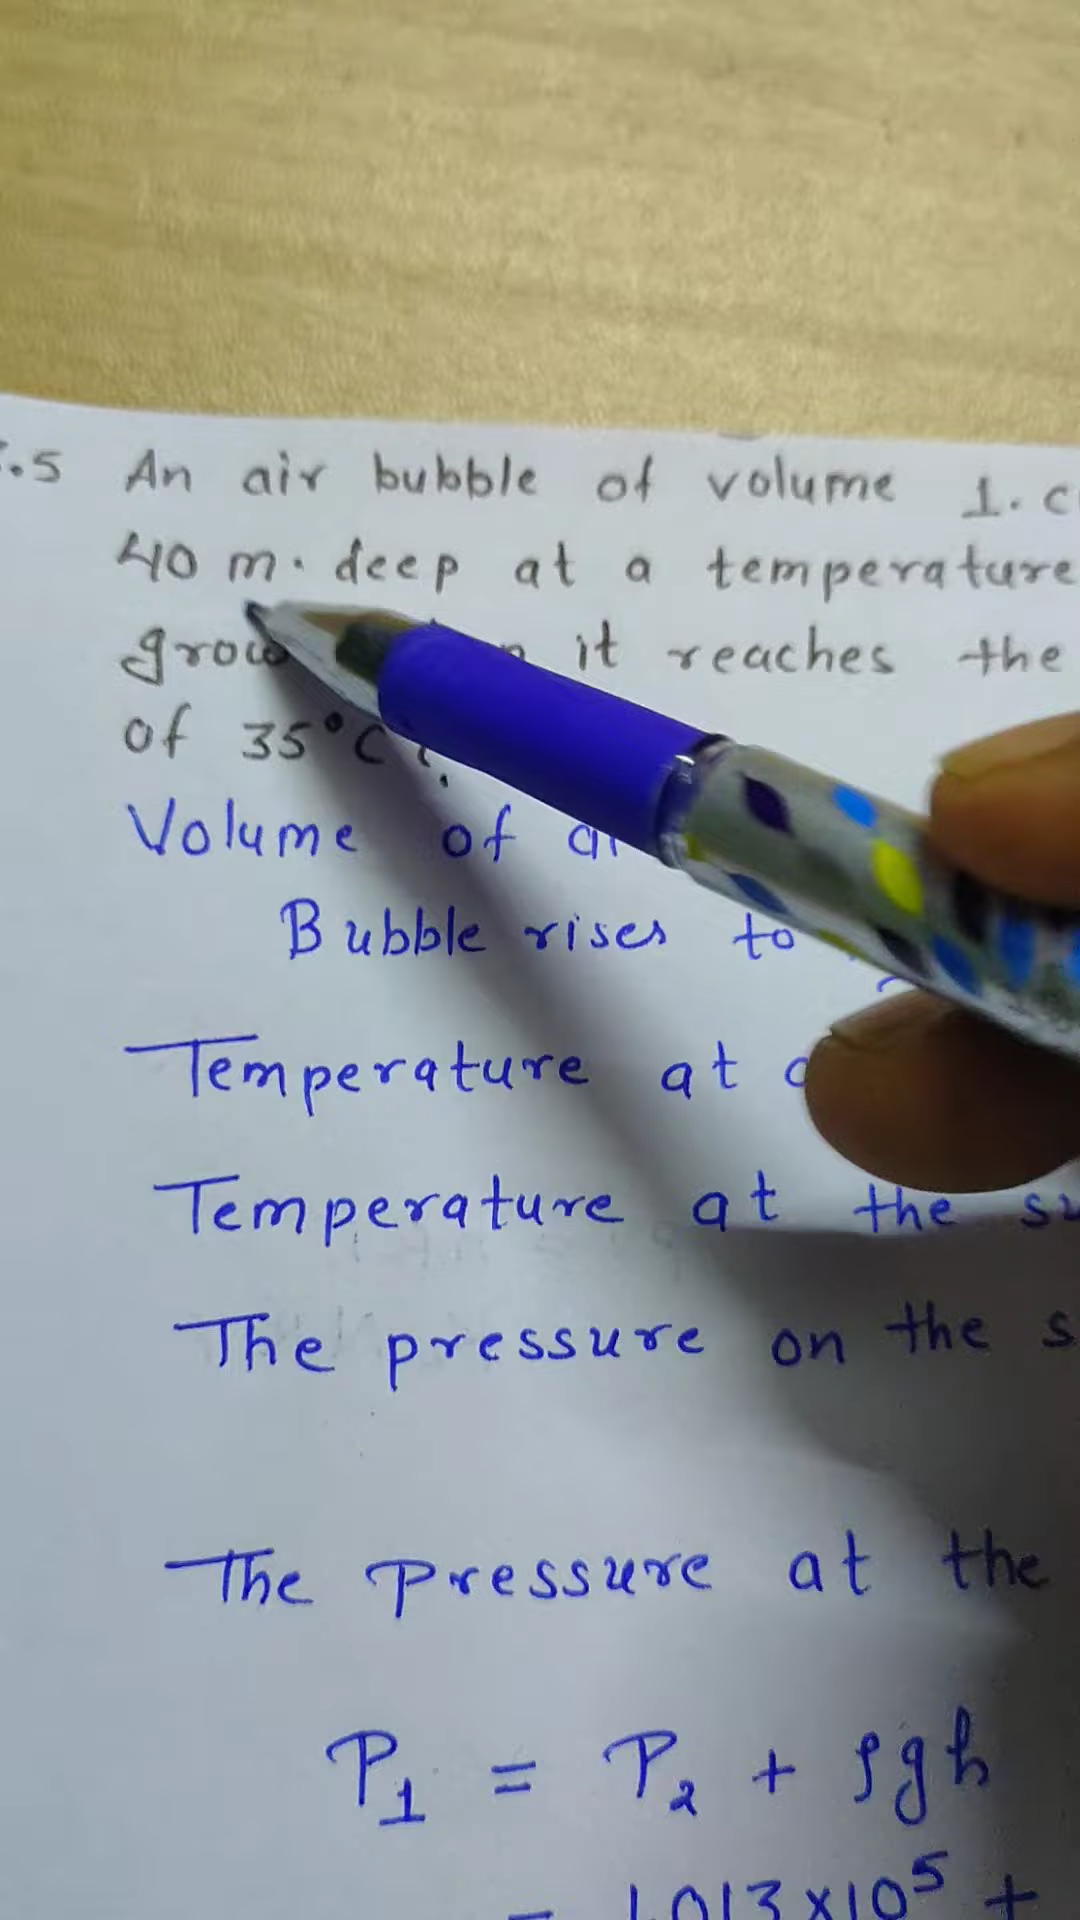 .5 An air bubble of volume 1. c
40 m. deep at a temperature
it reaches the
of 35°C
Volume of
Bubble rises to
Temperature at
Temperature at the
The pressure on the
The Pressure at the
P₁ = P₂ + ρgh
= 1.013×10⁵ +